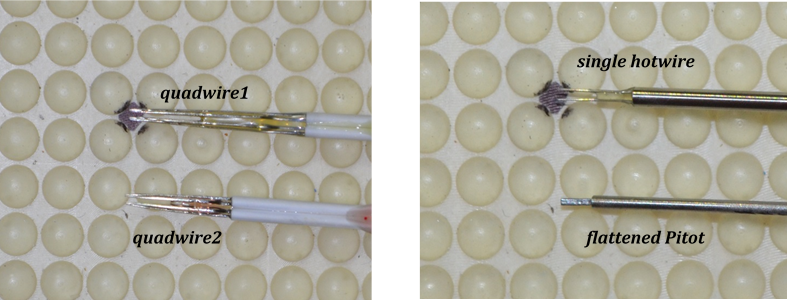 quadwire1
quadwire2
single hotwire
flattened Pitot